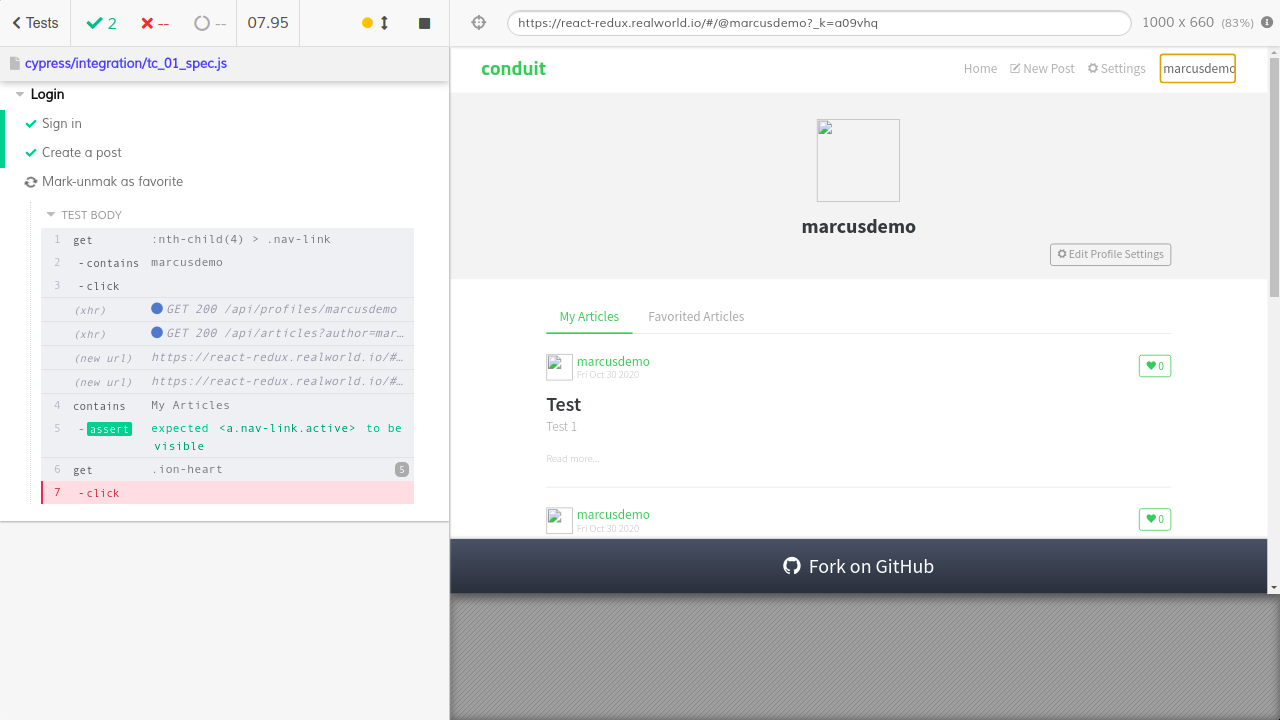 Tests
2
--
--
07.95
https://react-redux.realworld.io/#/@marcusdemo?_k=a09vhq
1000 x 660 (83%)
cypress/integration/tc_01_spec.js
Login
Sign in
Create a post
Mark-unmak as favorite
TEST BODY
1 get :nth-child(4) > .nav-link
2 -contains marcusdemo
3 -click
(xhr) GET 200 /api/profiles/marcusdemo
(xhr) GET 200 /api/articles?author=mar…
(new url) https://react-redux.realworld.io/#…
(new url) https://react-redux.realworld.io/#…
4 contains My Articles
5 -assert expected <a.nav-link.active> to be
visible
6 get .ion-heart 5
7 -click
conduit
Home New Post Settings marcusdemo
marcusdemo
Edit Profile Settings
My Articles Favorited Articles
marcusdemo
Fri Oct 30 2020
0
Test
Test 1
Read more...
marcusdemo
Fri Oct 30 2020
0
Fork on GitHub